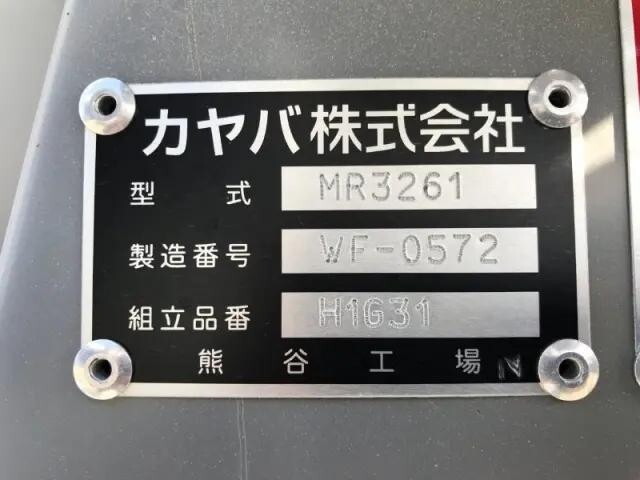 カヤバ株式会社
型式 MR3261
製造番号 WF-0572
組立品番 H1G31
熊谷工場 N